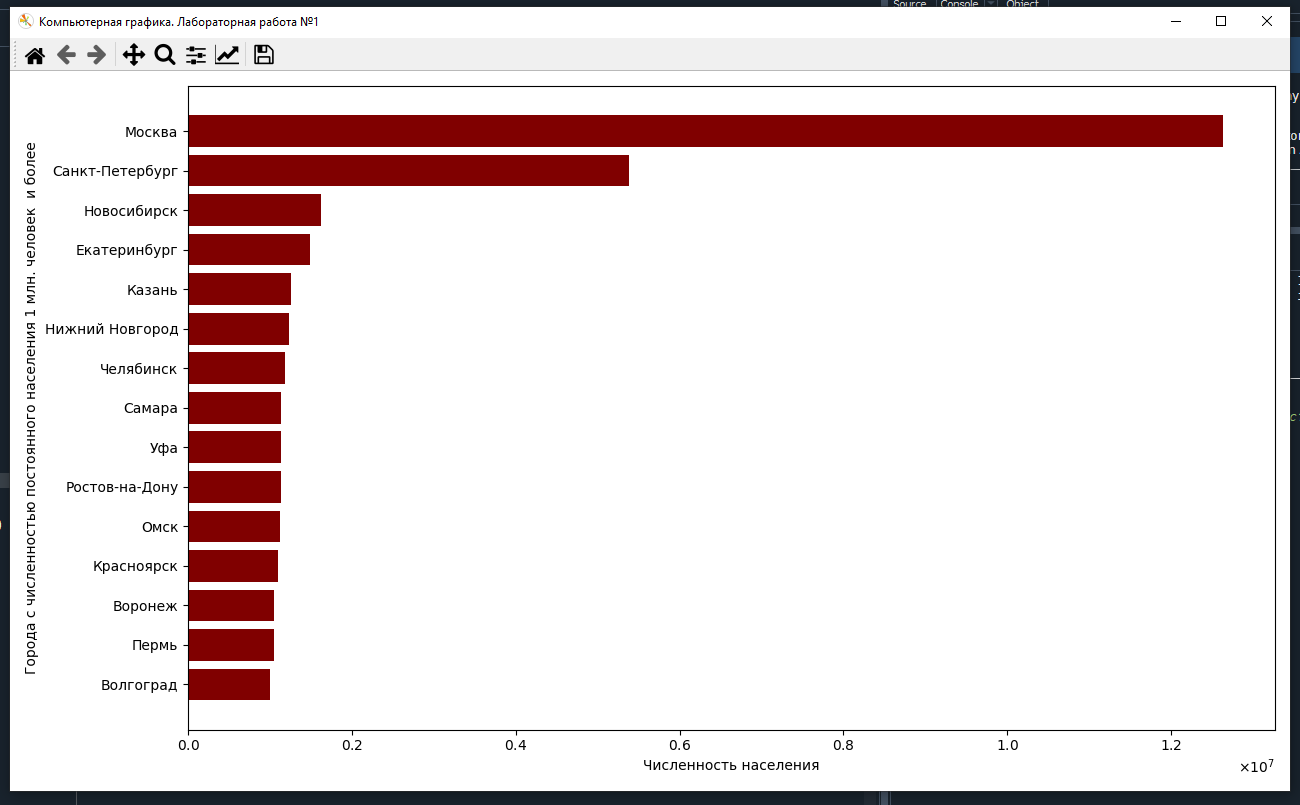 Source
Console
Object
Компьютерная графика. Лабораторная работа №1
Города с численностью постоянного населения 1 млн. человек  и более
Москва
Санкт-Петербург
Новосибирск
Екатеринбург
Казань
Нижний Новгород
Челябинск
Самара
Уфа
Ростов-на-Дону
Омск
Красноярск
Воронеж
Пермь
Волгоград
0.0 0.2 0.4 0.6 0.8 1.0 1.2
Численность населения
×10⁷